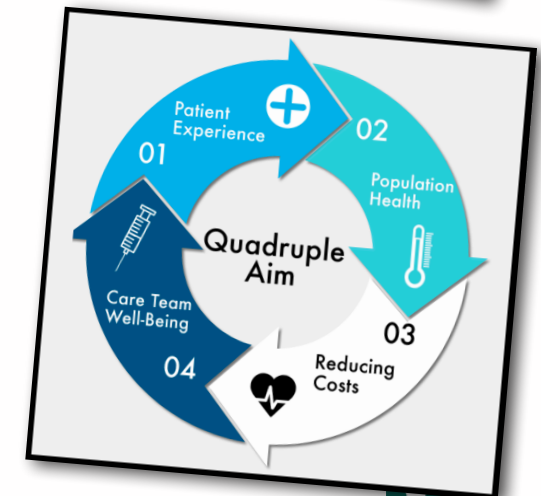 01
Patient
Experience
02
Population
Health
03
Reducing
Costs
04
Care Team
Well-Being
Quadruple
Aim